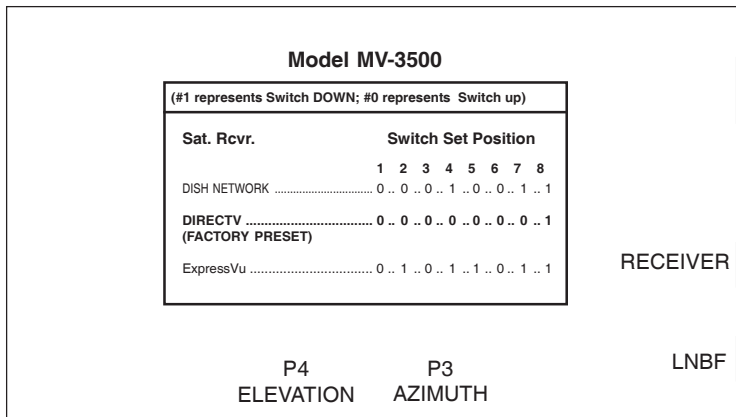 Model MV-3500
(#1 represents Switch DOWN; #0 represents Switch up)
Sat. Rcvr. Switch Set Position
1 2 3 4 5 6 7 8
DISH NETWORK ................................ 0 .. 0 .. 0 .. 1 .. 0 .. 0 .. 1 .. 1
DIRECTV ................................. 0 .. 0 .. 0 .. 0 .. 0 .. 0 .. 0 .. 1
(FACTORY PRESET)
ExpressVu ................................ 0 .. 1 .. 0 .. 1 .. 1 .. 0 .. 1 .. 1
RECEIVER
LNBF
P4 P3
ELEVATION AZIMUTH